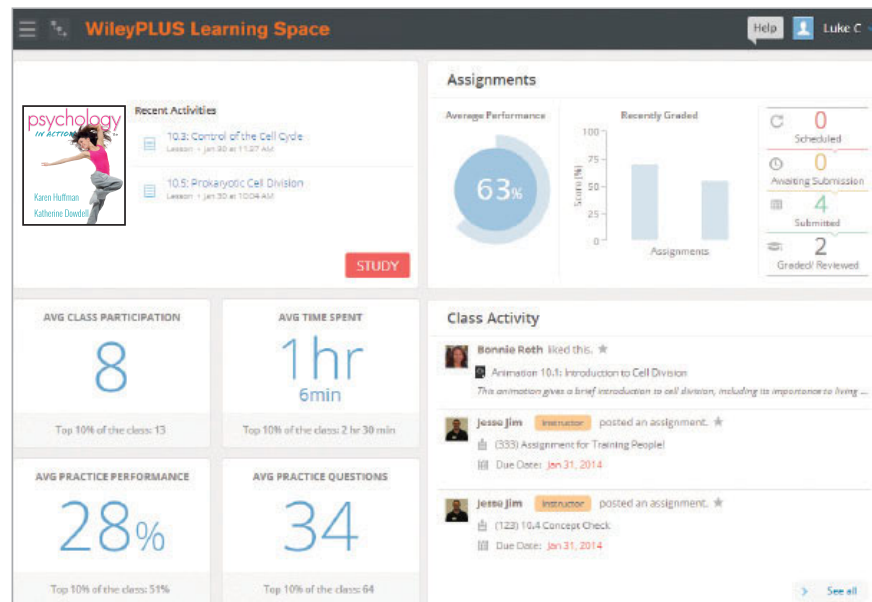 WileyPLUS Learning Space
Help
Luke C
psychology
IN ACTION
Karen Huffman
Katherine Dowdell
Recent Activities
10.3: Control of the Cell Cycle
Lesson • Jan 30 at 11:27 AM
10.5: Prokaryotic Cell Division
Lesson • Jan 30 at 10:04 AM
STUDY
Assignments
Average Performance
63%
Recently Graded
Score (%)
100
75
50
25
0
Assignments
0
Scheduled
0
Awaiting Submission
4
Submitted
2
Graded/ Reviewed
AVG CLASS PARTICIPATION
8
Top 10% of the class: 13
AVG TIME SPENT
1hr
6min
Top 10% of the class: 2 hr 30 min
AVG PRACTICE PERFORMANCE
28%
Top 10% of the class: 51%
AVG PRACTICE QUESTIONS
34
Top 10% of the class: 64
Class Activity
Bonnie Roth liked this.
Animation 10.1: Introduction to Cell Division
This animation gives a brief introduction to cell division, including its importance to living ...
Jesse Jim Instructor posted an assignment.
(333) Assignment for Training People!
Due Date: Jan 31, 2014
Jesse Jim Instructor posted an assignment.
(123) 10.4 Concept Check
Due Date: Jan 31, 2014
See all